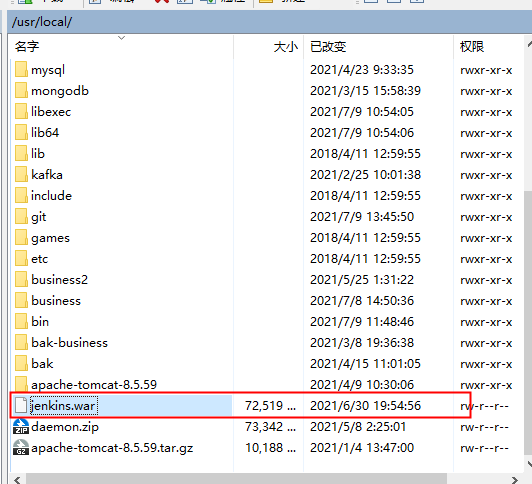 /usr/local/
名字 大小 已改变 权限
mysql 2021/4/23 9:33:35 rwxr-xr-x
mongodb 2021/3/15 15:58:39 rwxr-xr-x
libexec 2021/7/9 10:54:05 rwxr-xr-x
lib64 2021/7/9 10:54:06 rwxr-xr-x
lib 2018/4/11 12:59:55 rwxr-xr-x
kafka 2021/2/25 10:01:38 rwxr-xr-x
include 2018/4/11 12:59:55 rwxr-xr-x
git 2021/7/9 13:45:50 rwxr-xr-x
games 2018/4/11 12:59:55 rwxr-xr-x
etc 2018/4/11 12:59:55 rwxr-xr-x
business2 2021/5/25 1:31:22 rwxr-xr-x
business 2021/7/8 14:50:36 rwxr-xr-x
bin 2021/7/9 11:48:46 rwxr-xr-x
bak-business 2021/3/8 19:36:38 rwxr-xr-x
bak 2021/4/15 11:01:05 rwxr-xr-x
apache-tomcat-8.5.59 2021/4/9 10:30:06 rwxr-xr-x
jenkins.war 72,519 ... 2021/6/30 19:54:56 rw-r--r--
ZIP daemon.zip 73,342 ... 2021/5/8 2:25:01 rw-r--r--
GZ apache-tomcat-8.5.59.tar.gz 10,188 ... 2021/1/4 13:47:00 rw-r--r--